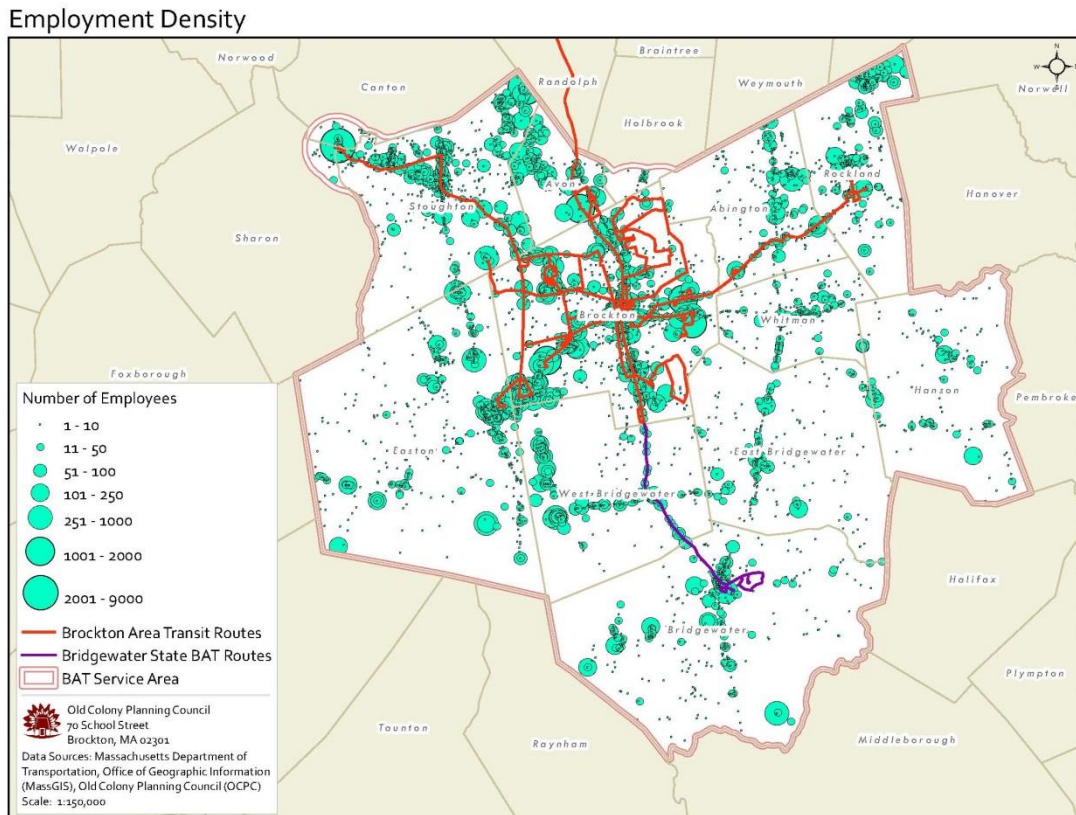 Employment Density
Norwood
Canton
Randolph
Braintree
Weymouth
Norwell
Holbrook
Walpole
Avon
Rockland
Hanover
Stoughton
Abington
Sharon
Brockton
Whitman
Foxborough
Hanson
Pembroke
Easton
East Bridgewater
West Bridgewater
Halifax
Bridgewater
Plympton
Taunton
Raynham
Middleborough
N
W
E
S
Number of Employees
1 - 10
11 - 50
51 - 100
101 - 250
251 - 1000
1001 - 2000
2001 - 9000
Brockton Area Transit Routes
Bridgewater State BAT Routes
BAT Service Area
Old Colony Planning Council
70 School Street
Brockton, MA 02301
Data Sources: Massachusetts Department of
Transportation, Office of Geographic Information
(MassGIS), Old Colony Planning Council (OCPC)
Scale: 1:150,000